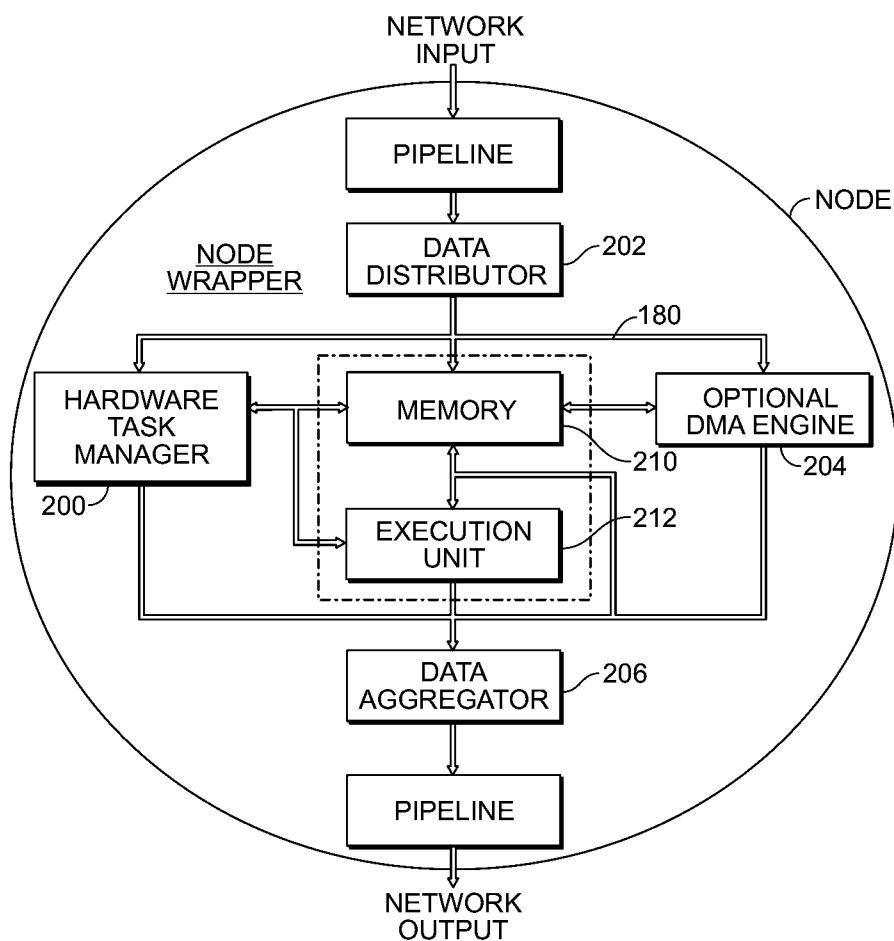 NETWORK
INPUT
PIPELINE
NODE
DATA
DISTRIBUTOR
202
NODE
WRAPPER
180
HARDWARE
TASK
MANAGER
200
MEMORY
210
OPTIONAL
DMA ENGINE
204
EXECUTION
UNIT
212
DATA
AGGREGATOR
206
PIPELINE
NETWORK
OUTPUT